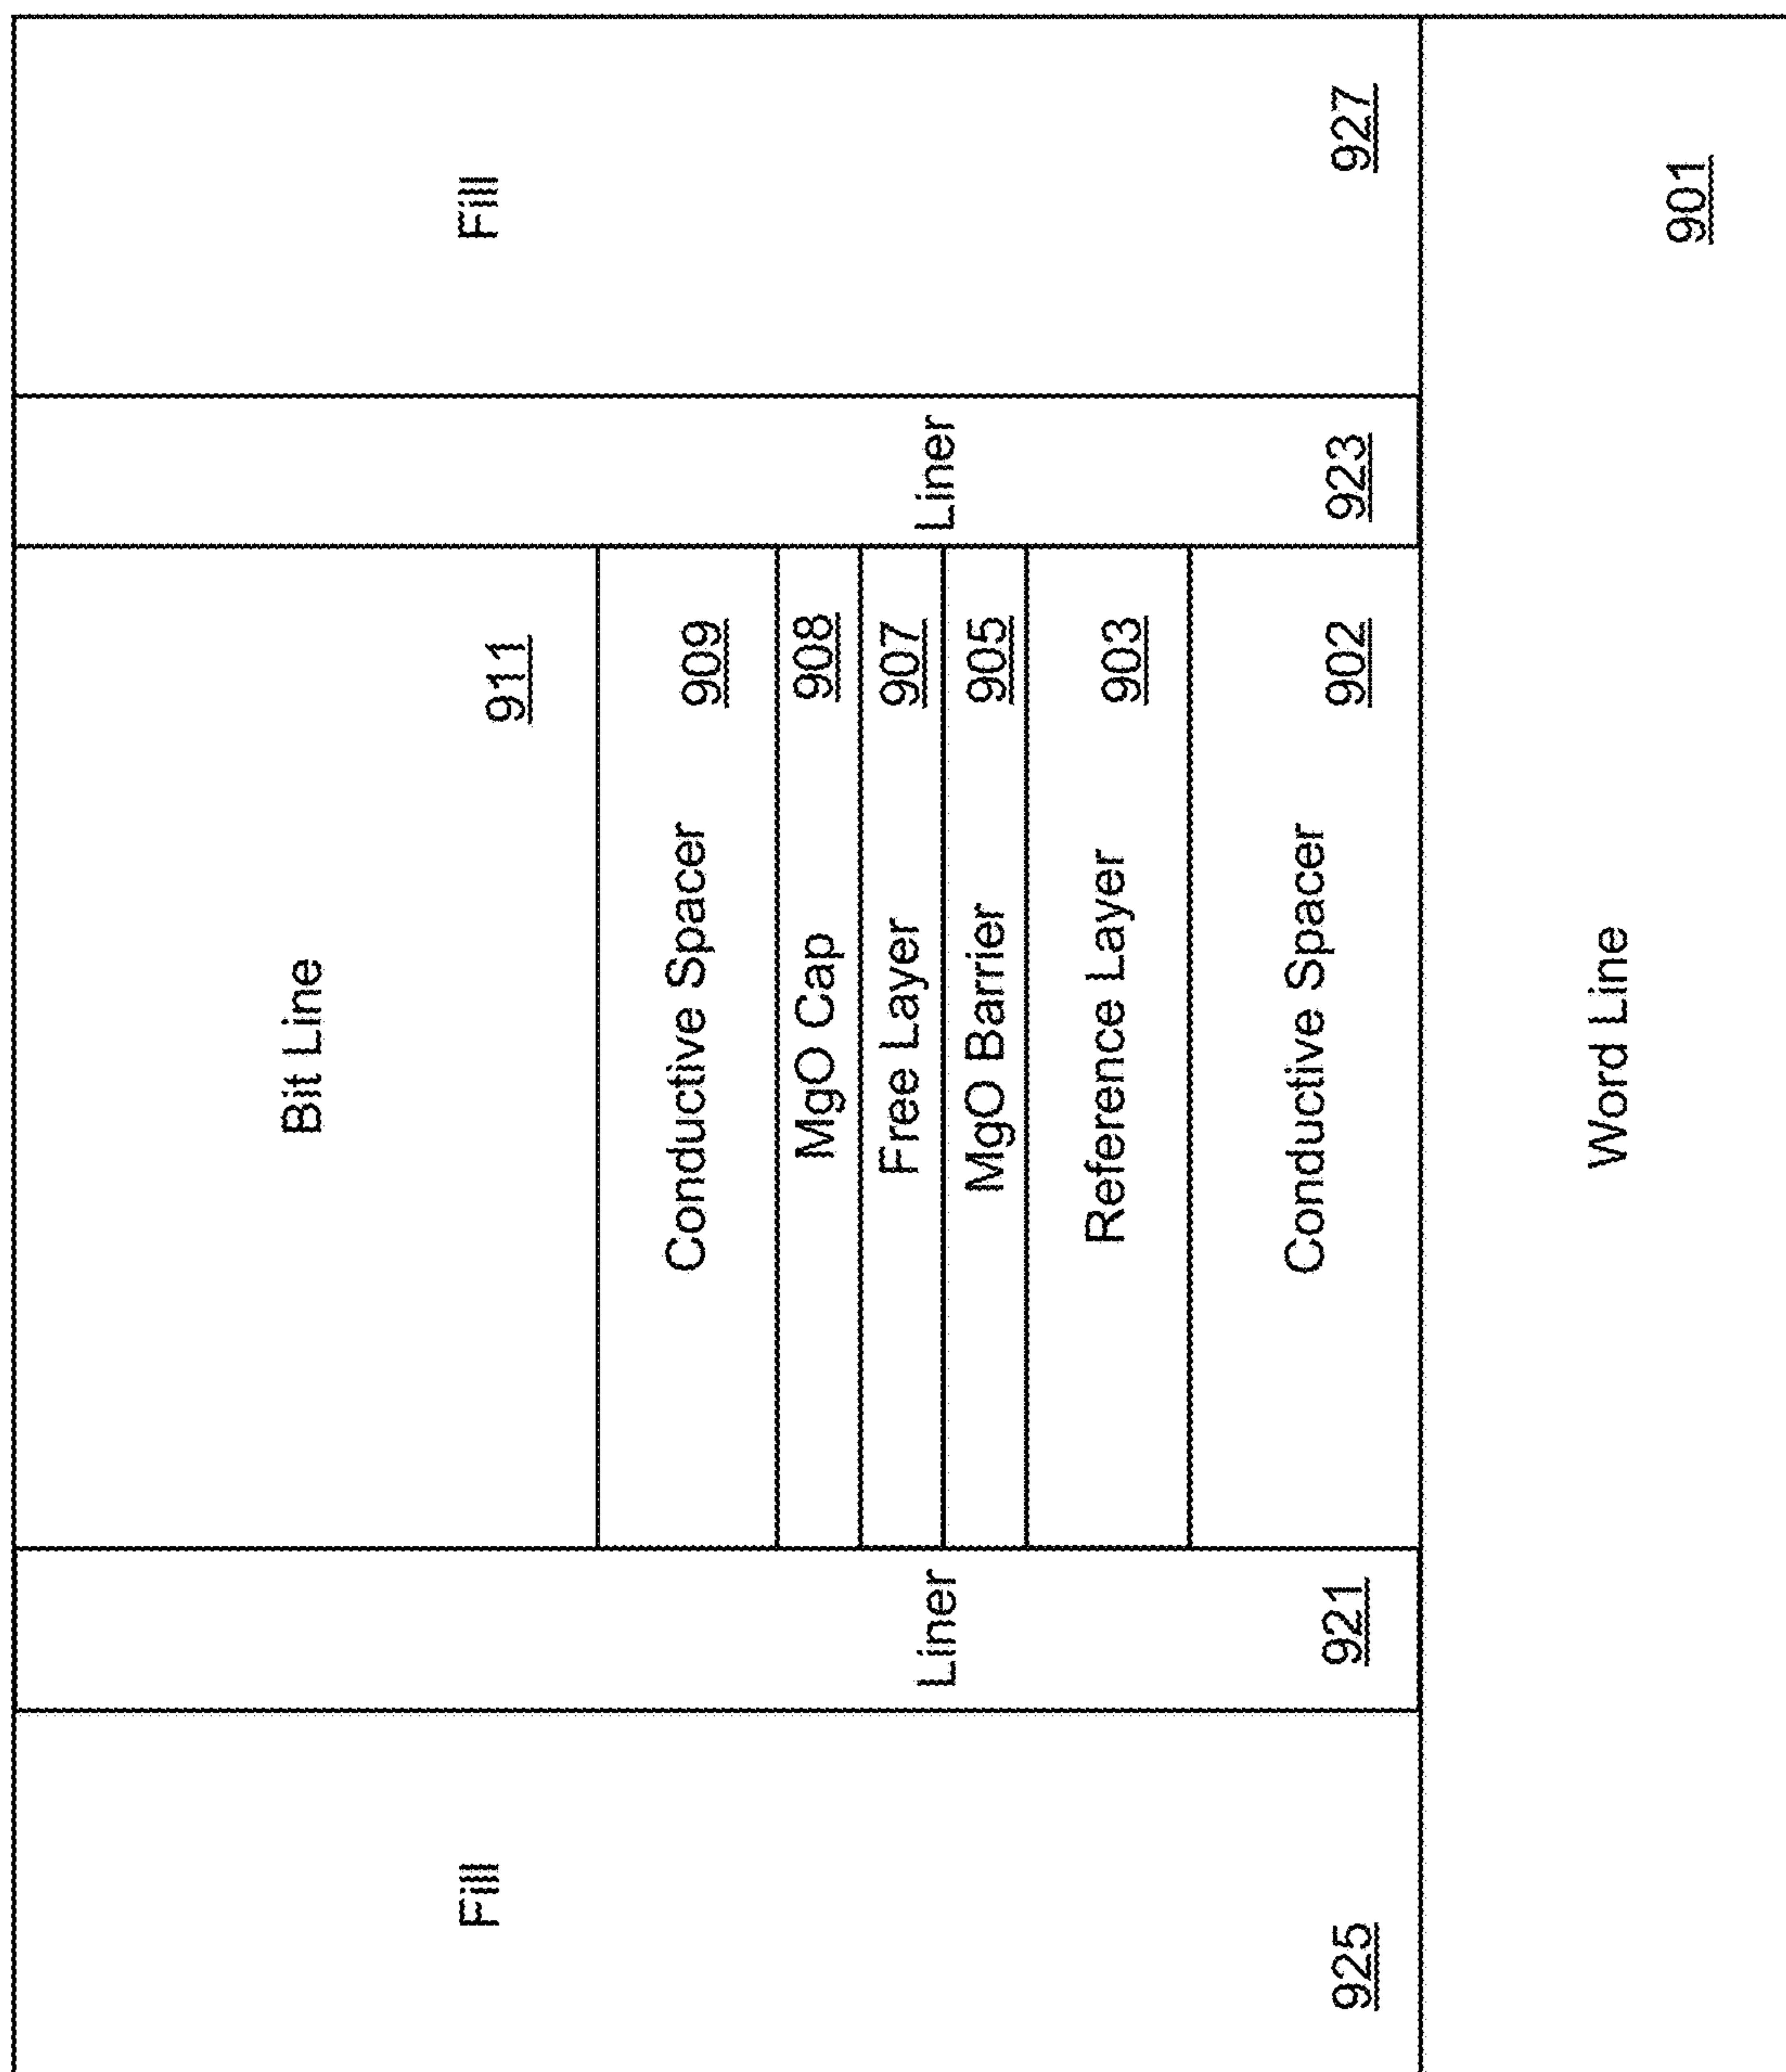 Bit Line
Fill
Fill
911
Conductive Spacer 909
MgO Cap 908
Free Layer 907
Liner
Liner
MgO Barrier 905
Reference Layer 903
Conductive Spacer 902
925
921
923
927
Word Line
901